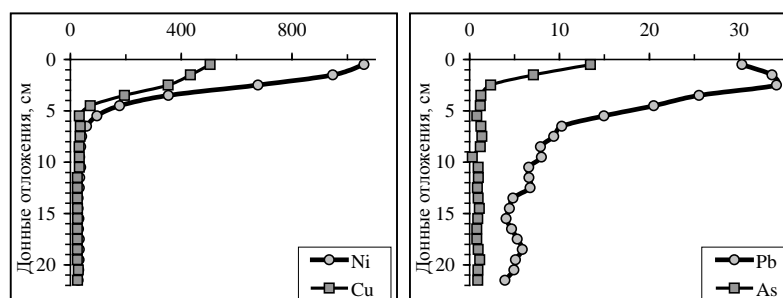 0 400 800
0
5
10
15
20
Донные отложения, см
Ni
Cu
0 10 20 30
0
5
10
15
20
Донные отложения, см
Pb
As